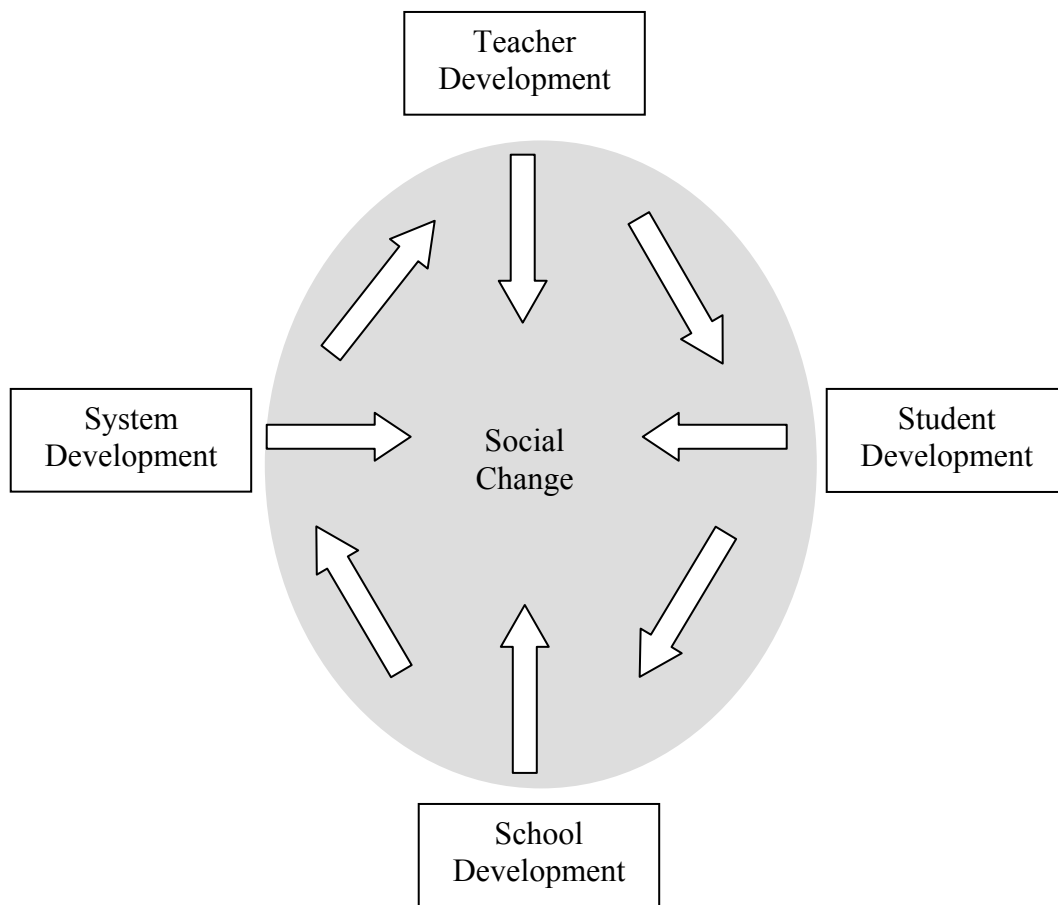 Teacher
Development
System
Development
Social
Change
Student
Development
School
Development